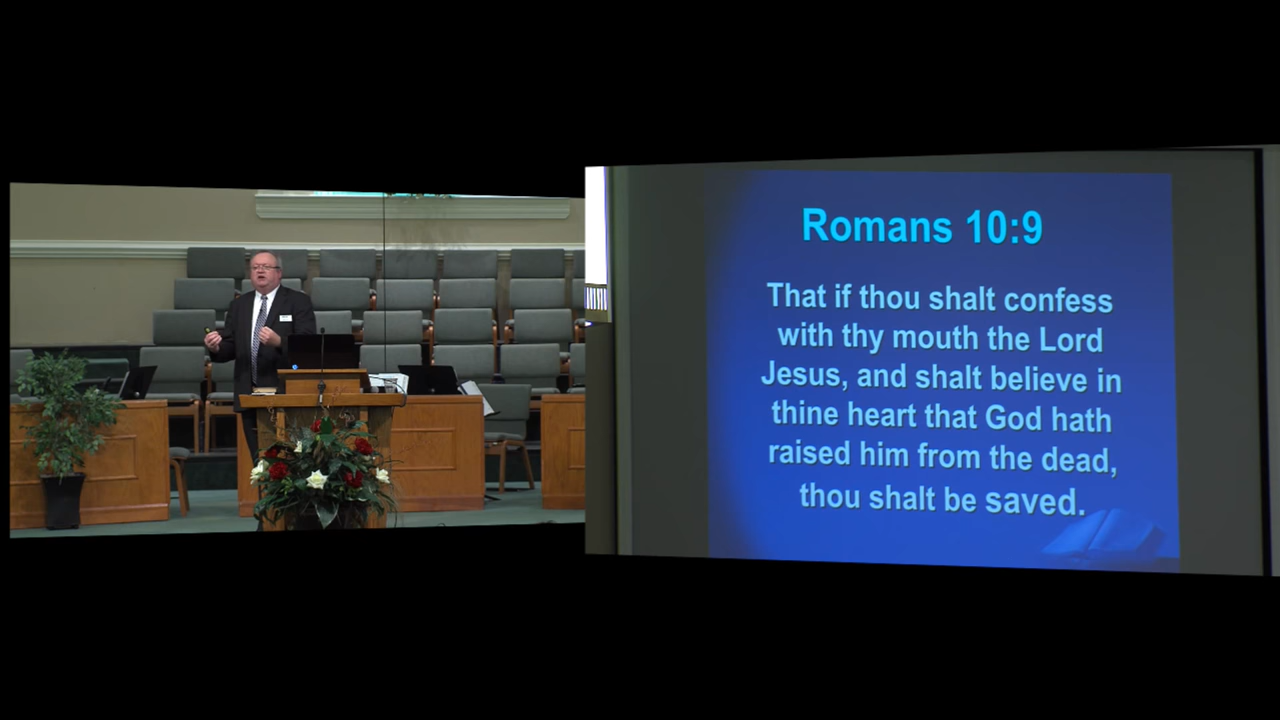 Romans 10:9
That if thou shalt confess
with thy mouth the Lord
Jesus, and shalt believe in
thine heart that God hath
raised him from the dead,
thou shalt be saved.